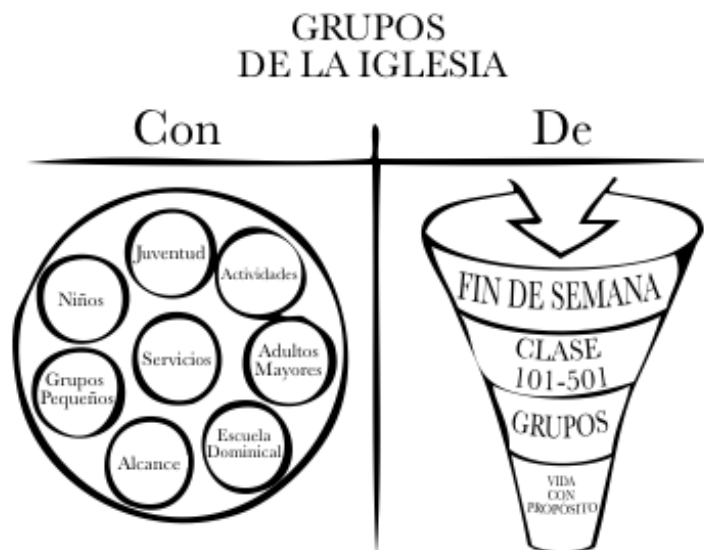 GRUPOS
DE LA IGLESIA
Con
De
Juventud
Actividades
Niños
Servicios
Adultos
Mayores
Grupos
Pequeños
Escuela
Dominical
Alcance
FIN DE SEMANA
CLASE
101-501
GRUPOS
VIDA
CON
PROPÓSITO